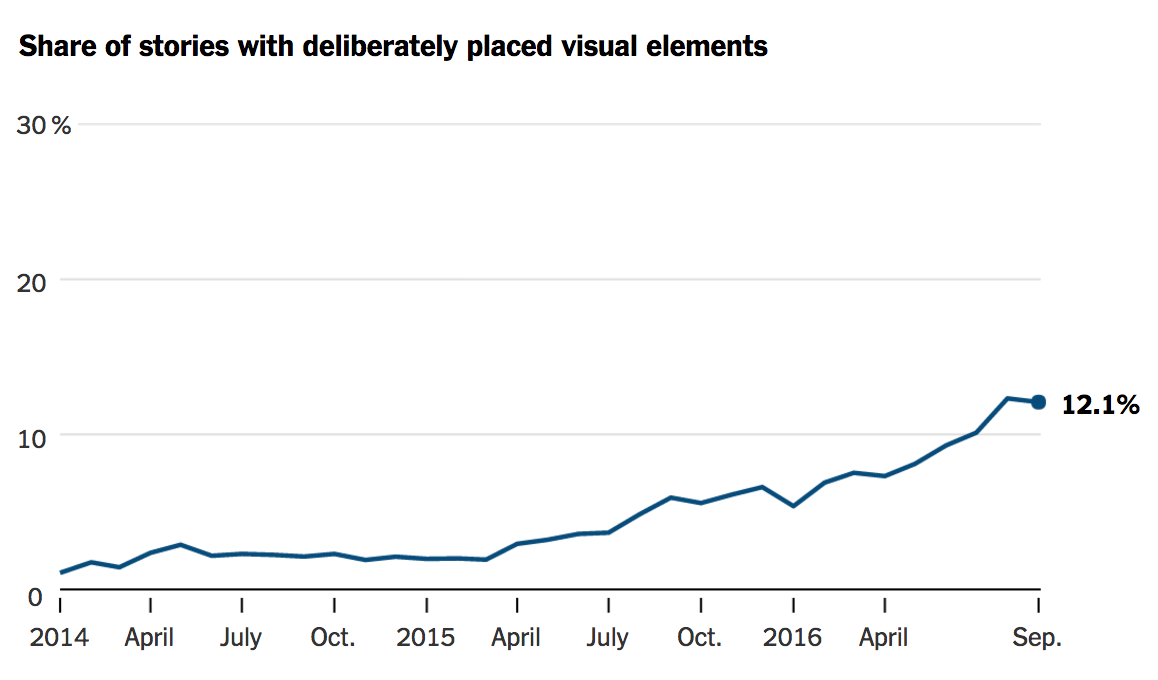 Share of stories with deliberately placed visual elements
30 %
20
12.1%
10
0
2014 April July Oct. 2015 April July Oct. 2016 April Sep.